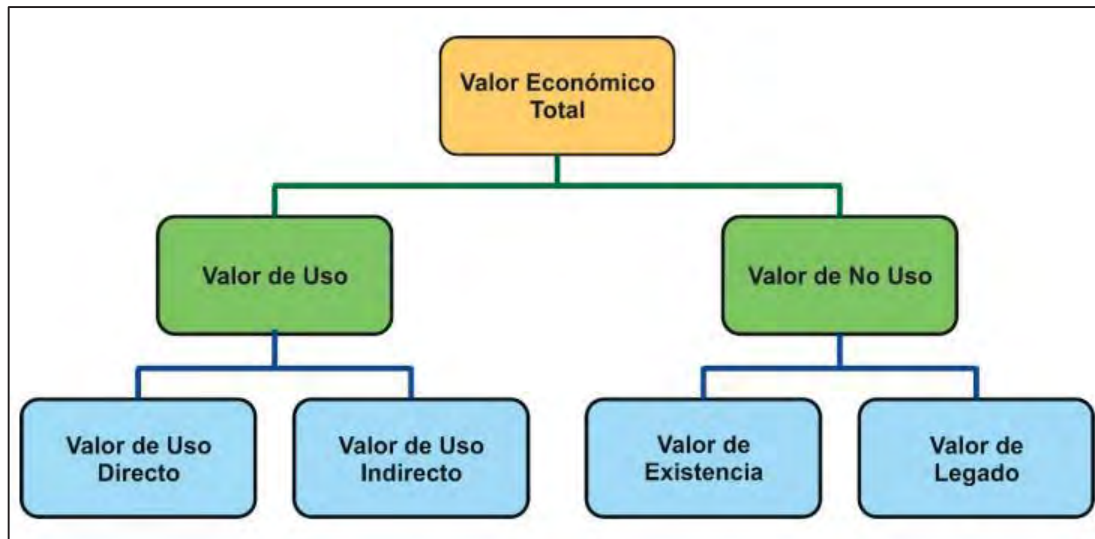 Valor Económico
Total
Valor de Uso
Valor de No Uso
Valor de Uso
Directo
Valor de Uso
Indirecto
Valor de
Existencia
Valor de
Legado